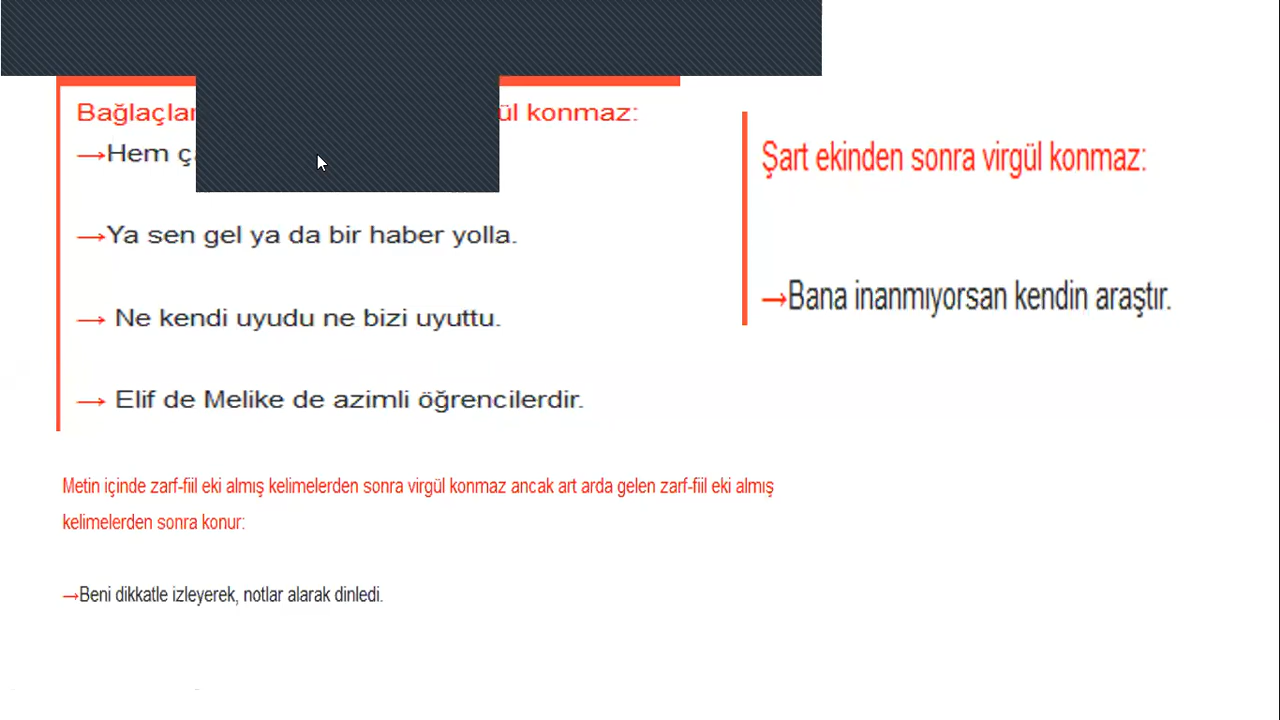 Bağlaçlar konmaz:
→Hem
→Ya sen gel ya da bir haber yolla.
→ Ne kendi uyudu ne bizi uyuttu.
→ Elif de Melike de azimli öğrencilerdir.
Şart ekinden sonra virgül konmaz:
→Bana inanmıyorsan kendin araştır.
Metin içinde zarf-fiil eki almış kelimelerden sonra virgül konmaz ancak art arda gelen zarf-fiil eki almış
kelimelerden sonra konur:
→Beni dikkatle izleyerek, notlar alarak dinledi.